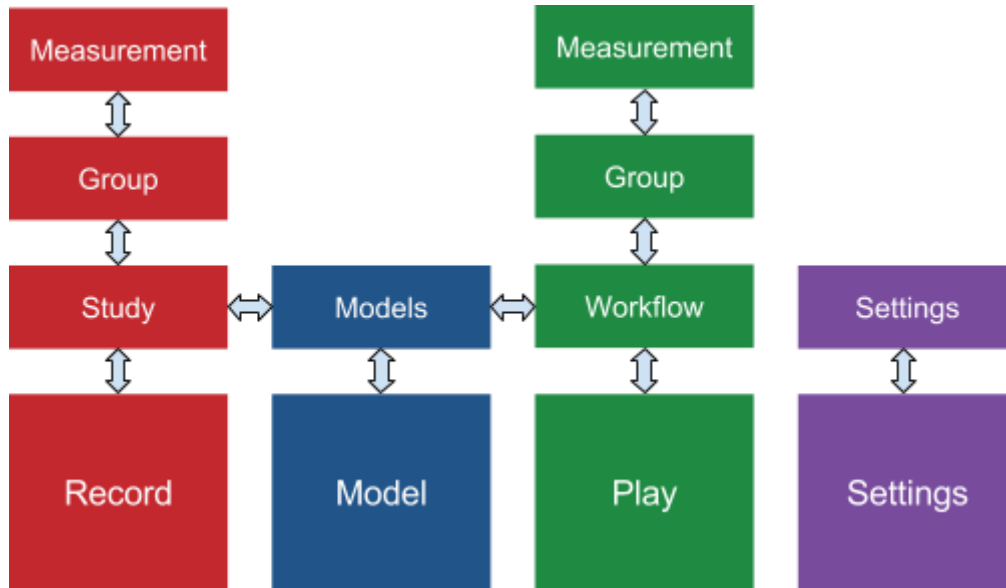 Measurement
Measurement
Group
Group
Study
Models
Workflow
Settings
Record
Model
Play
Settings